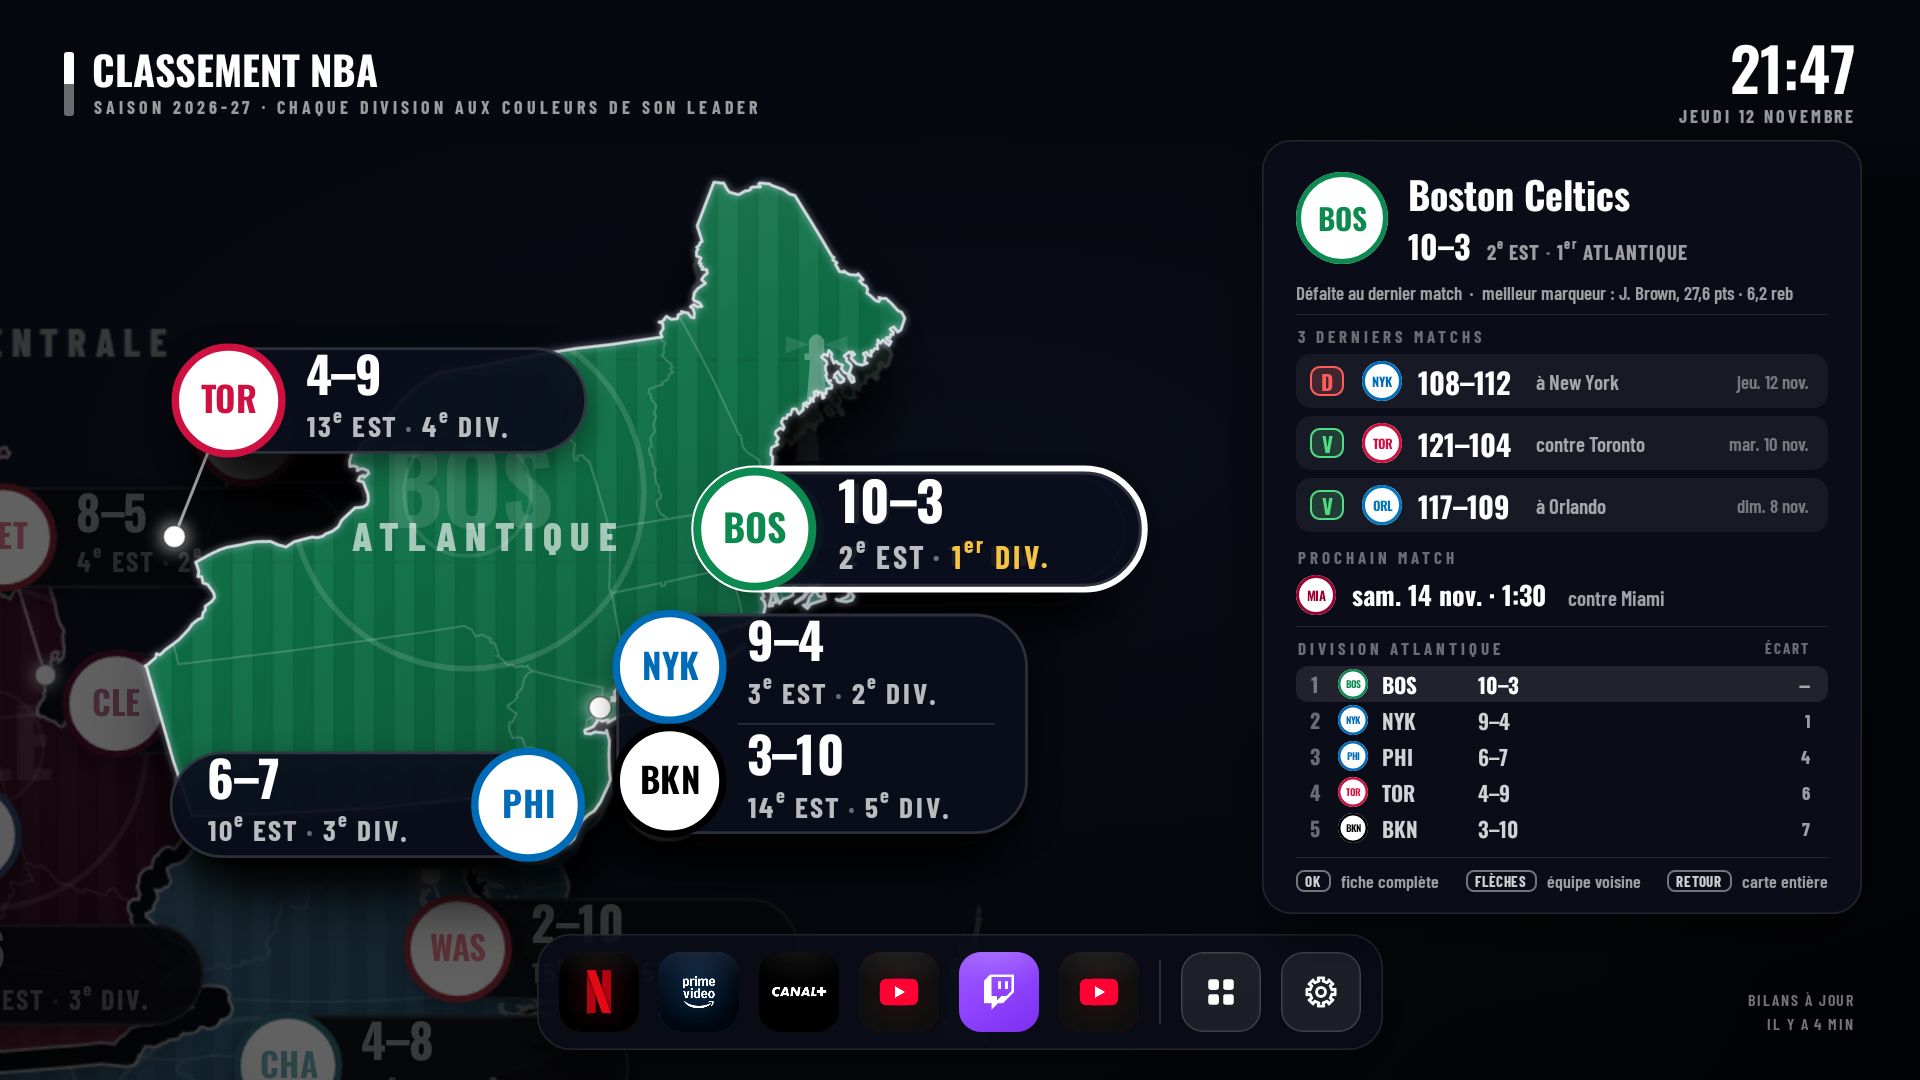 CLASSEMENT NBA
SAISON 2026-27 · CHAQUE DIVISION AUX COULEURS DE SON LEADER
21:47
JEUDI 12 NOVEMBRE
ENTRALE
TOR
4–9
13e EST · 4e DIV.
BOS
ATLANTIQUE
ET
8–5
4e EST · 2e
BOS
10–3
2e EST · 1er DIV.
CLE
NYK
9–4
3e EST · 2e DIV.
BKN
3–10
14e EST · 5e DIV.
6–7
10e EST · 3e DIV.
PHI
WAS
2–10
EST · 3e DIV.
CHA
4–8
Boston Celtics
BOS
10–3 2e EST · 1er ATLANTIQUE
Défaite au dernier match · meilleur marqueur : J. Brown, 27,6 pts · 6,2 reb
3 DERNIERS MATCHS
D NYK 108–112 à New York jeu. 12 nov.
V TOR 121–104 contre Toronto mar. 10 nov.
V ORL 117–109 à Orlando dim. 8 nov.
PROCHAIN MATCH
MIA sam. 14 nov. · 1:30 contre Miami
DIVISION ATLANTIQUE ÉCART
1 BOS BOS 10–3 –
2 NYK NYK 9–4 1
3 PHI PHI 6–7 4
4 TOR TOR 4–9 6
5 BKN BKN 3–10 7
OK fiche complète FLÈCHES équipe voisine RETOUR carte entière
N
prime video
CANAL+
BILANS À JOUR
IL Y A 4 MIN